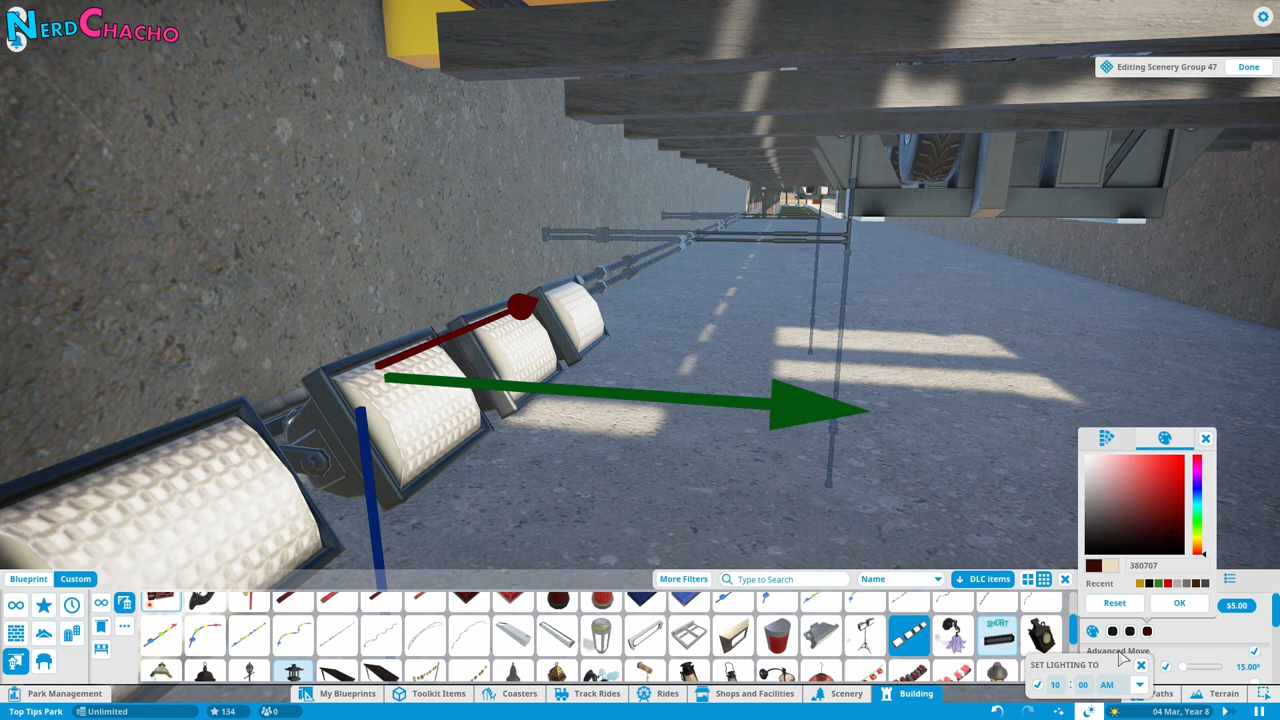 NERDCHACHO
Editing Scenery Group 47
Done
380707
Recent
Reset
OK
Blueprint
Custom
More Filters
Type to Search
Name
DLC items
$5.00
SHUNT
Advanced Move
SET LIGHTING TO
10 : 00 AM
15.00°
Park Management
My Blueprints
Toolkit Items
Coasters
Track Rides
Rides
Shops and Facilities
Scenery
Building
Paths
Terrain
Top Tips Park
Unlimited
134
0
04 Mar, Year 8